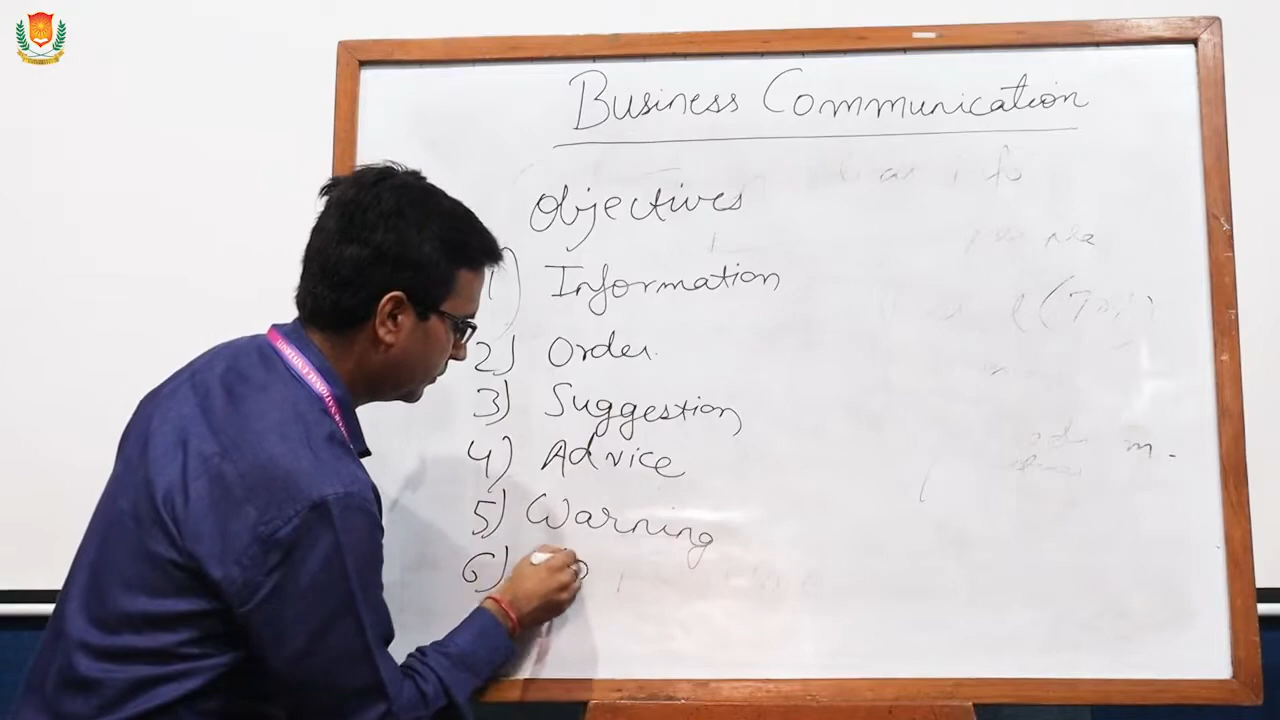 Business Communication
Objectives
1) Information
2) Order
3) Suggestion
4) Advice
5) Warning
6)